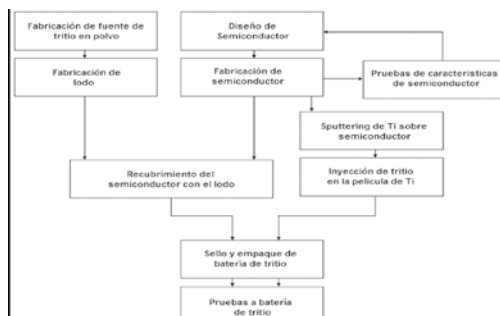 Fabricación de fuente de
tritio en polvo
Diseño de
Semiconductor
Fabricación de
lodo
Fabricación de
semiconductor
Pruebas de caracteristicas
de semiconductor
Sputtering de Ti sobre
semiconductor
Recubrimiento del
semiconductor con el lodo
Inyección de tritio
en la pelicula de Ti
Sello y empaque de
batería de tritio
Pruebas a batería
de tritio